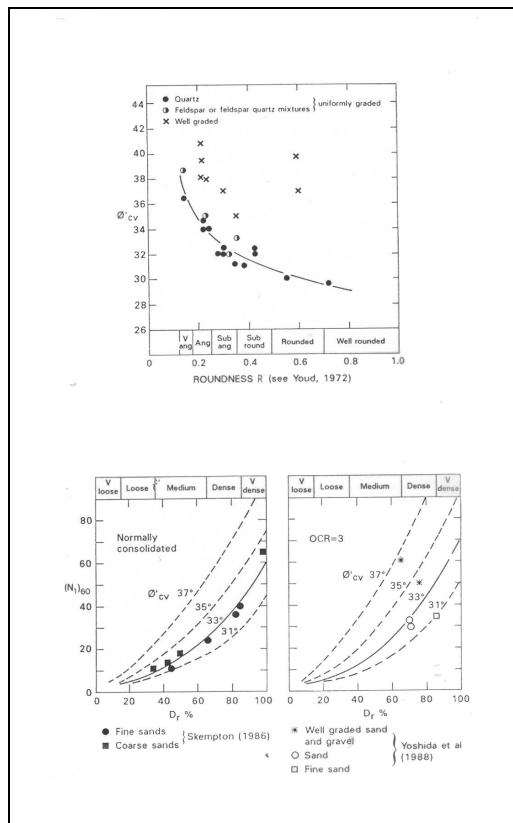 ● Quartz
◑ Feldspar or feldspar quartz mixtures } uniformly graded
× Well graded
44
42
40
38
36
Ø'cv
34
32
30
28
26
V ang Ang Sub ang Sub round Rounded Well rounded
0 0.2 0.4 0.6 0.8 1.0
ROUNDNESS R (see Youd, 1972)
V loose Loose Medium Dense V dense
Normally consolidated
80
60
(N₁)₆₀
40
20
0
Ø'cv 37°
35°
33°
31°
0 20 40 60 80 100
Dr %
● Fine sands
■ Coarse sands } Skempton (1986)
V loose Loose Medium Dense V dense
OCR=3
Ø'cv 37°
35°
33°
31°
0 20 40 60 80 100
Dr %
✳ Well graded sand and gravel
○ Sand
□ Fine sand
} Yoshida et al (1988)